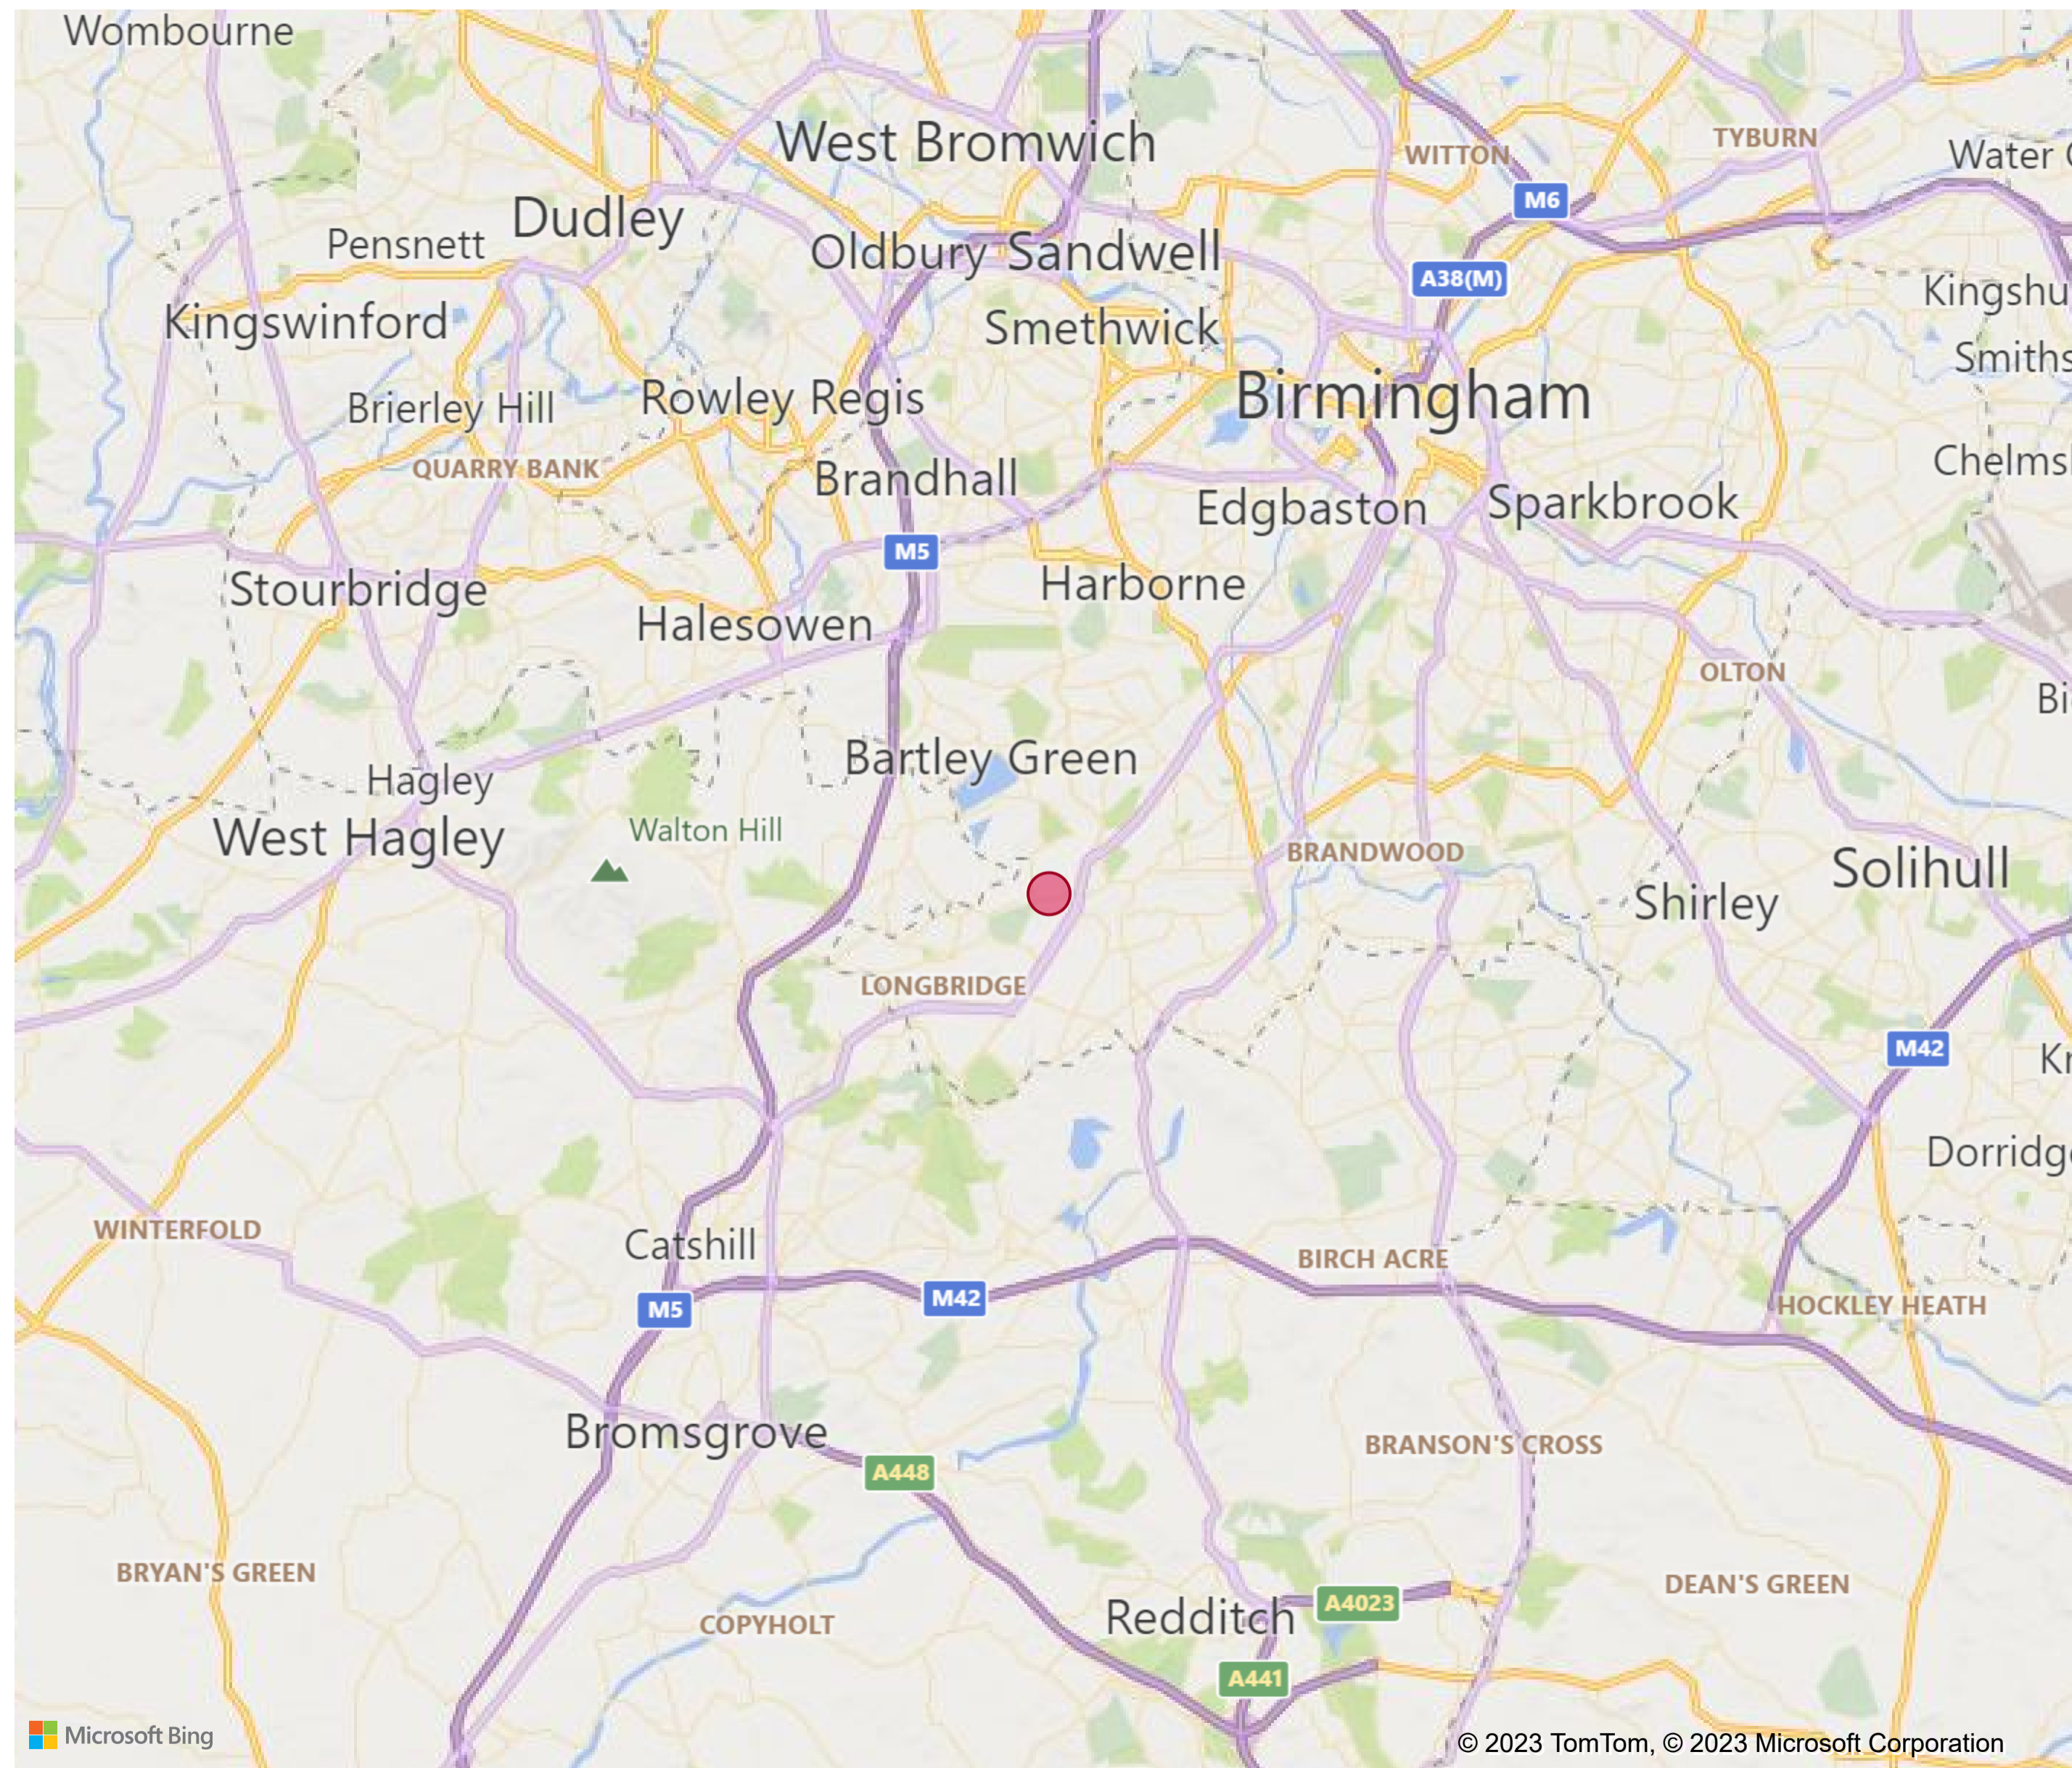 Wombourne
West Bromwich
WITTON
TYBURN
Water
M6
Dudley
Pensnett
Oldbury
Sandwell
A38(M)
Kingswinford
Smethwick
Brierley Hill
Rowley Regis
Birmingham
QUARRY BANK
Brandhall
Edgbaston
Sparkbrook
M5
Stourbridge
Harborne
Halesowen
OLTON
Bartley Green
Hagley
West Hagley
Walton Hill
BRANDWOOD
Solihull
Shirley
LONGBRIDGE
M42
WINTERFOLD
Catshill
BIRCH ACRE
M5
M42
HOCKLEY HEATH
Bromsgrove
BRANSON'S CROSS
A448
BRYAN'S GREEN
DEAN'S GREEN
COPYHOLT
Redditch
A4023
A441
Microsoft Bing
© 2023 TomTom, © 2023 Microsoft Corporation